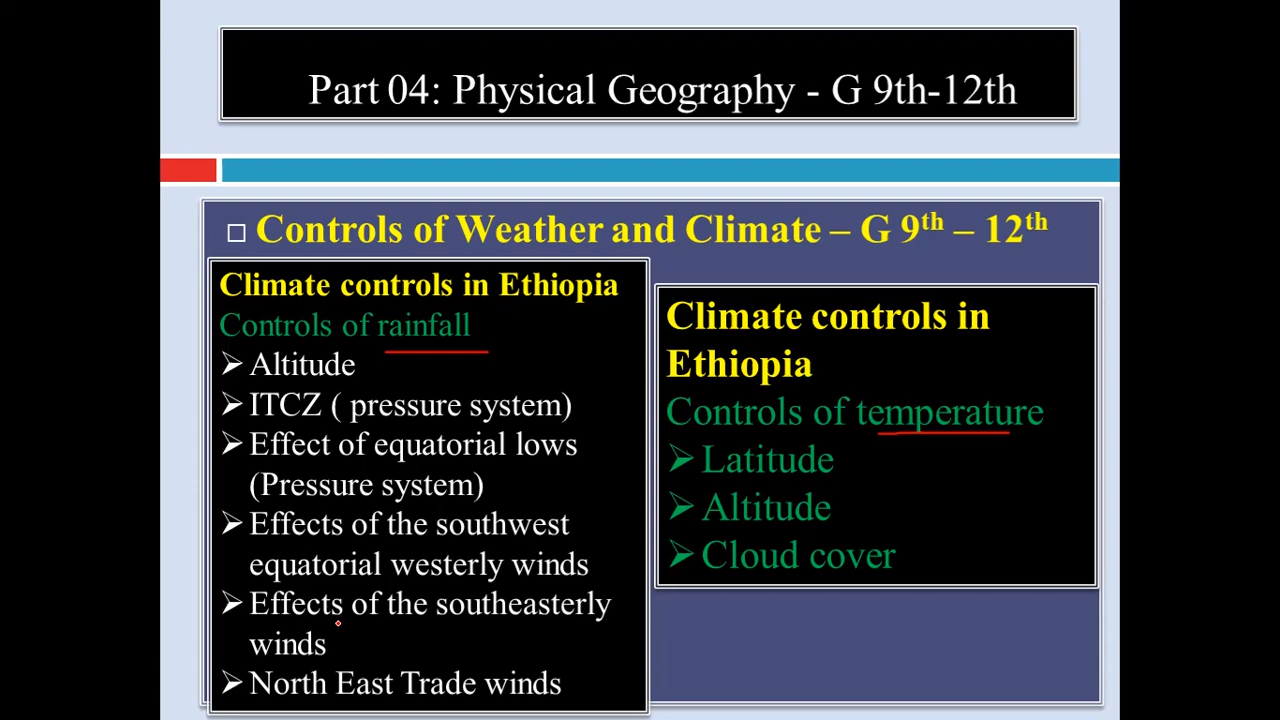 Part 04: Physical Geography - G 9th-12th
Controls of Weather and Climate – G 9th – 12th
Climate controls in Ethiopia
Controls of rainfall
Altitude
ITCZ ( pressure system)
Effect of equatorial lows
(Pressure system)
Effects of the southwest
equatorial westerly winds
Effects of the southeasterly
winds
North East Trade winds
Climate controls in
Ethiopia
Controls of temperature
Latitude
Altitude
Cloud cover